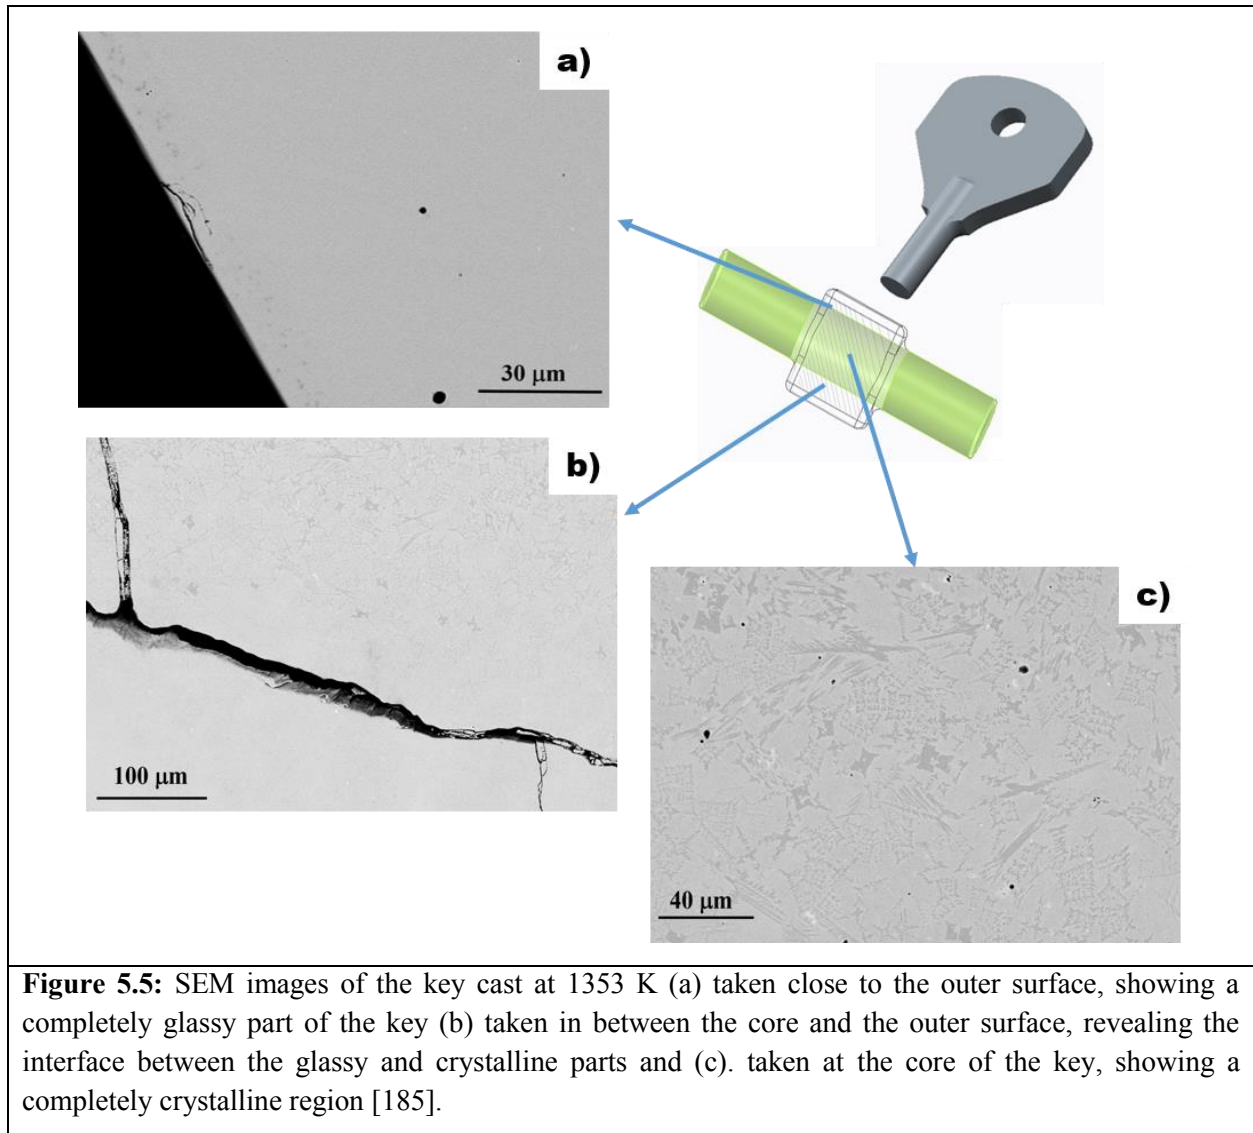 a)
30 μm
b)
100 μm
c)
40 μm
Figure 5.5: SEM images of the key cast at 1353 K (a) taken close to the outer surface, showing a
completely glassy part of the key (b) taken in between the core and the outer surface, revealing the
interface between the glassy and crystalline parts and (c). taken at the core of the key, showing a
completely crystalline region [185].